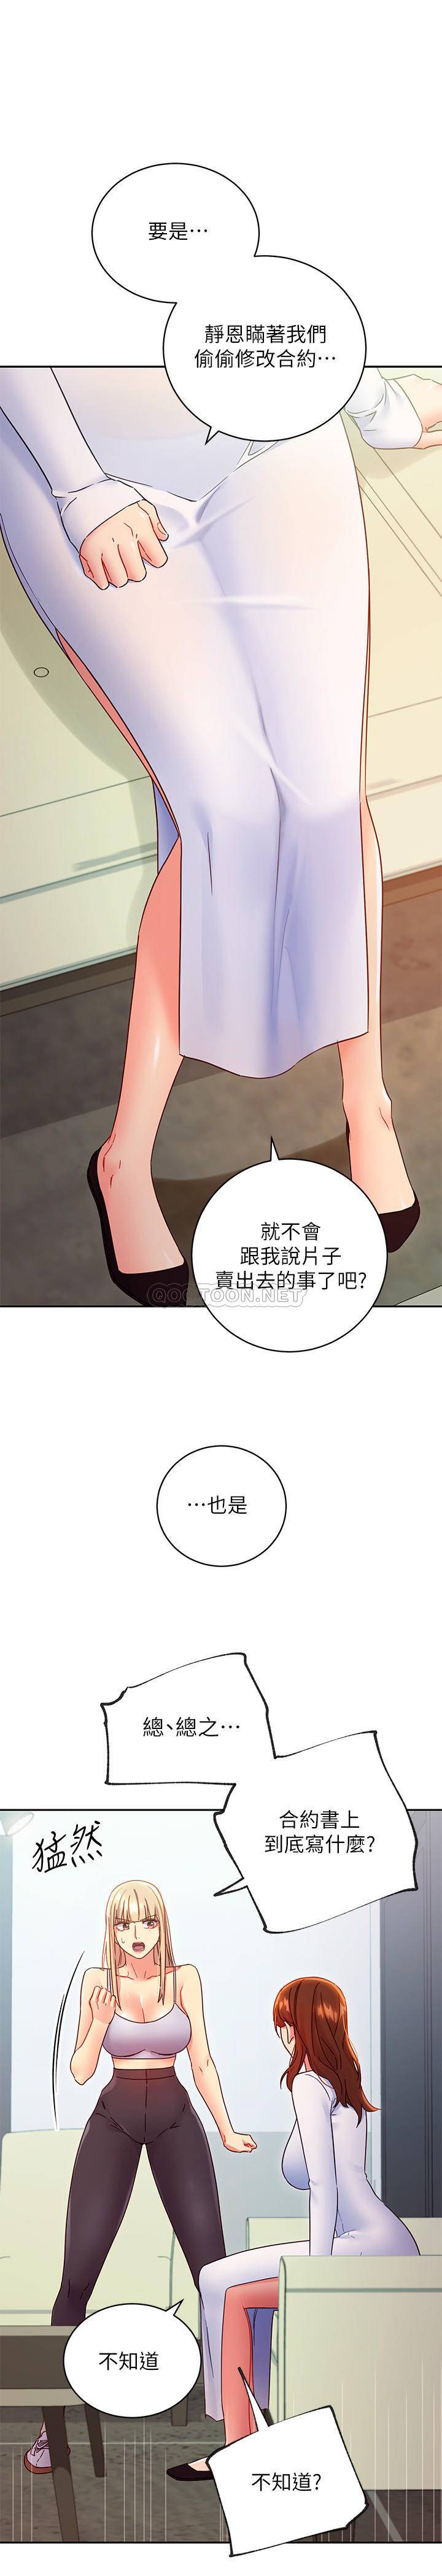 要是…
靜恩瞞著我們
偷偷修改合約…
就不會
跟我說片子
賣出去的事了吧?
TOON.NET
…也是
總、總之…
合約書上
到底寫什麼?
猛然
不知道
不知道?